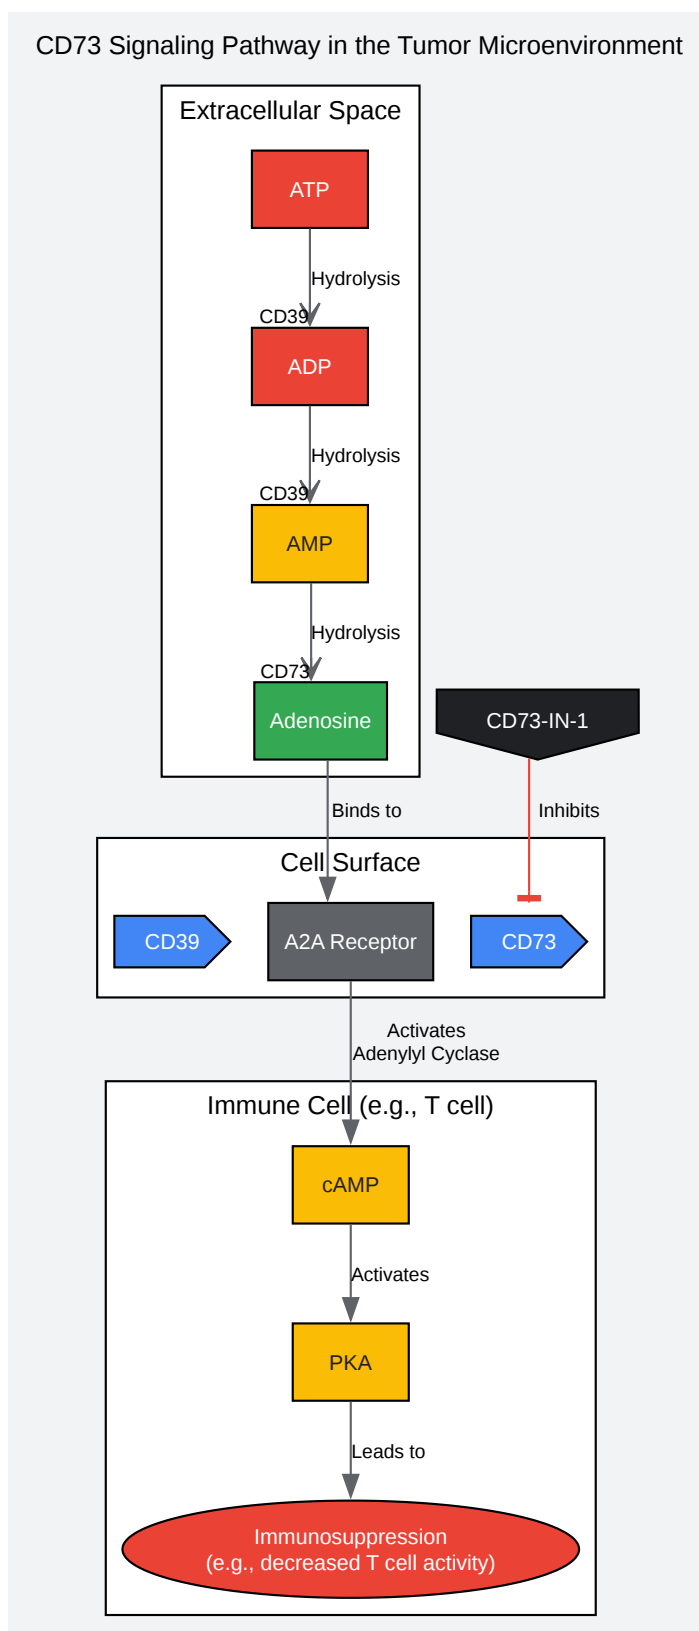 CD73 Signaling Pathway in the Tumor Microenvironment
Extracellular Space
ATP
Hydrolysis
CD39
ADP
Hydrolysis
CD39
AMP
Hydrolysis
CD73
Adenosine
CD73-IN-1
Binds to
Inhibits
Cell Surface
CD39
A2A Receptor
CD73
Activates
Adenylyl Cyclase
Immune Cell (e.g., T cell)
cAMP
Activates
PKA
Leads to
Immunosuppression
(e.g., decreased T cell activity)